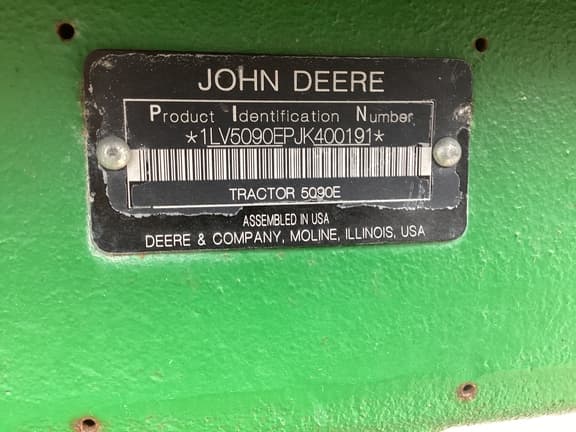 JOHN DEERE
Product Identification Number
*1LV5090EPJK400191*
TRACTOR 5090E
ASSEMBLED IN USA
DEERE & COMPANY, MOLINE, ILLINOIS, USA